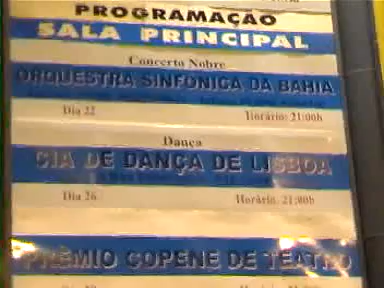 PROGRAMAÇÃO
SALA PRINCIPAL
Concerto Nobre
ORQUESTRA SINFONICA DA BAHIA
Dia 22 Horário: 21:00h
Dança
CIA DE DANÇA DE LISBOA
Dia 26 Horário: 21:00h
PRÊMIO COPENE DE TEATRO